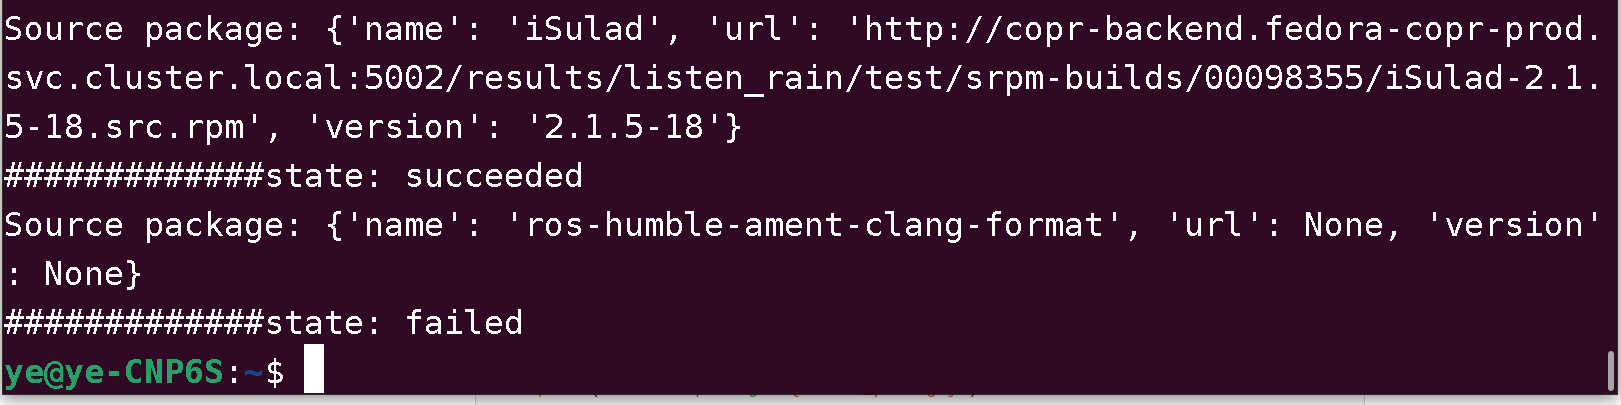 Source package: {'name': 'iSulad', 'url': 'http://copr-backend.fedora-copr-prod.
svc.cluster.local:5002/results/listen_rain/test/srpm-builds/00098355/iSulad-2.1.
5-18.src.rpm', 'version': '2.1.5-18'}
#############state: succeeded
Source package: {'name': 'ros-humble-ament-clang-format', 'url': None, 'version'
: None}
#############state: failed
ye@ye-CNP6S:~$